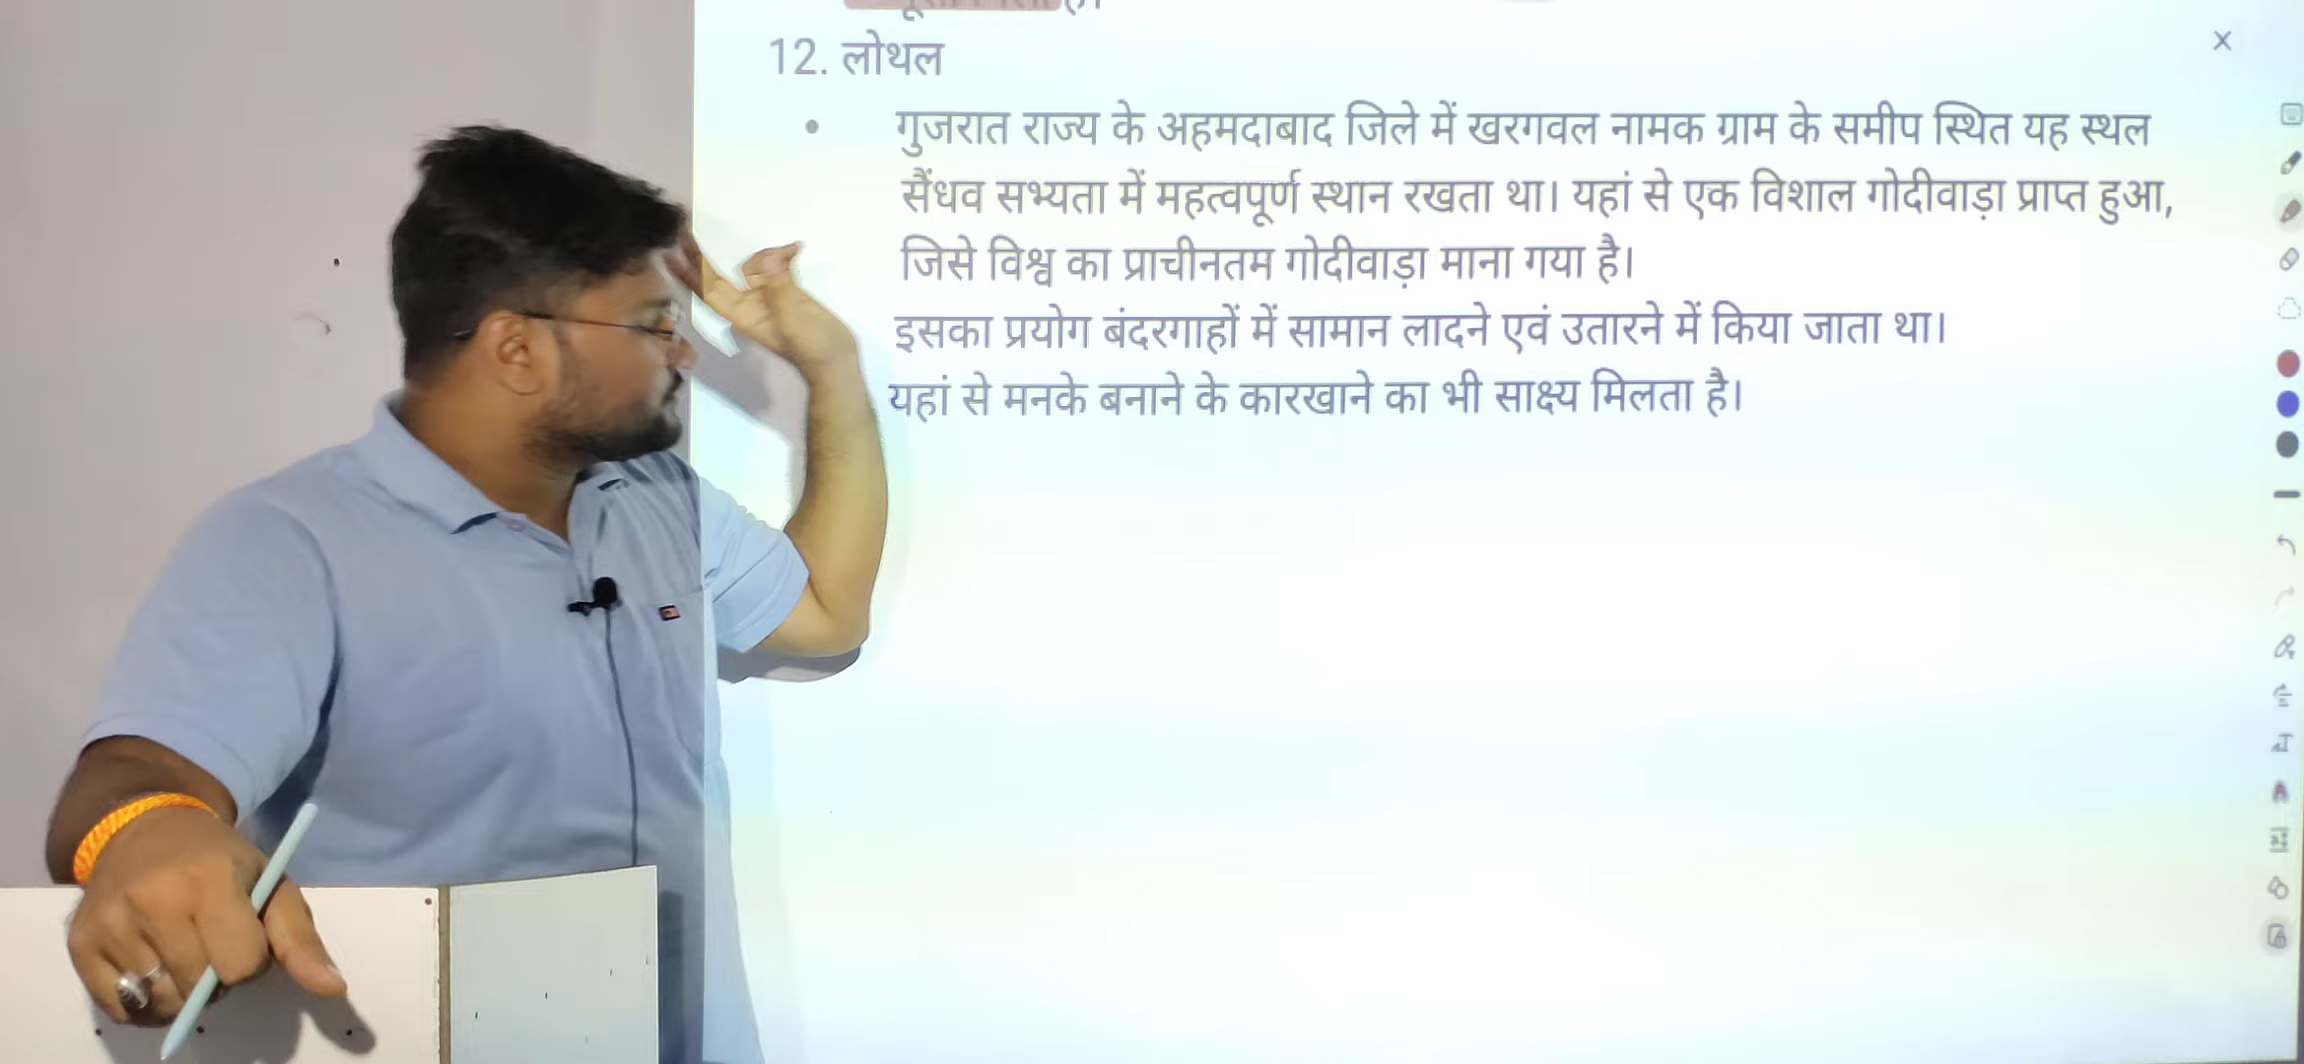 12. लोथल
• गुजरात राज्य के अहमदाबाद जिले में खरगवल नामक ग्राम के समीप स्थित यह स्थल
सैंधव सभ्यता में महत्वपूर्ण स्थान रखता था। यहां से एक विशाल गोदीवाड़ा प्राप्त हुआ,
जिसे विश्व का प्राचीनतम गोदीवाड़ा माना गया है।
इसका प्रयोग बंदरगाहों में सामान लादने एवं उतारने में किया जाता था।
यहां से मनके बनाने के कारखाने का भी साक्ष्य मिलता है।